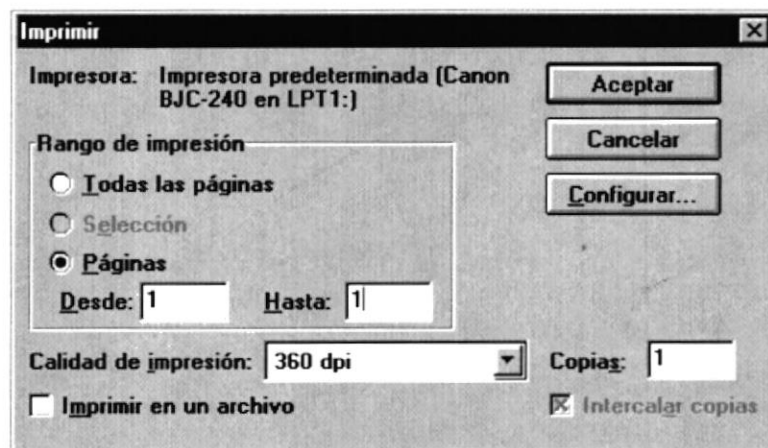 Imprimir
Impresora: Impresora predeterminada (Canon
BJC-240 en LPT1:)
Aceptar
Cancelar
Configurar...
Rango de impresión
Todas las páginas
Selección
Páginas
Desde: 1 Hasta: 1
Calidad de impresión: 360 dpi
Copias: 1
Imprimir en un archivo
Intercalar copias